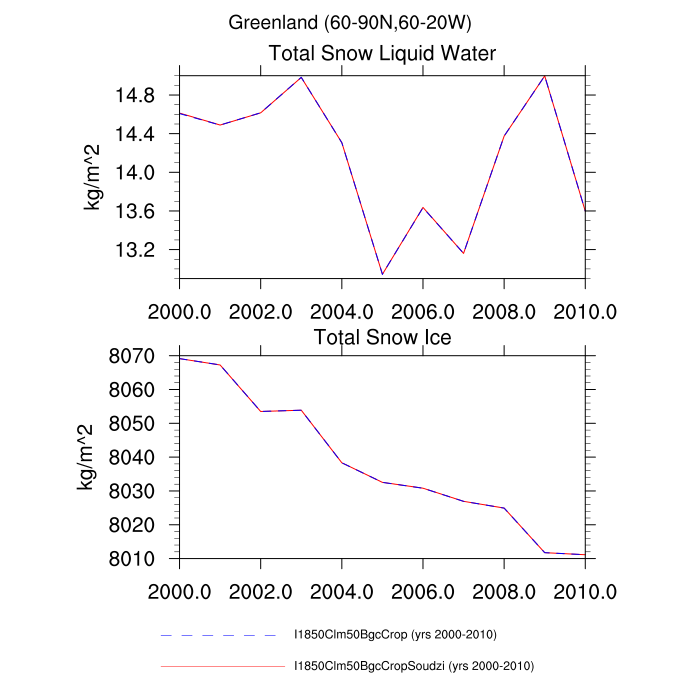 Greenland (60-90N,60-20W)
Total Snow Liquid Water
14.8
14.4
14.0
13.6
13.2
kg/m^2
2000.0 2002.0 2004.0 2006.0 2008.0 2010.0
Total Snow Ice
8070
8060
8050
8040
8030
8020
8010
kg/m^2
2000.0 2002.0 2004.0 2006.0 2008.0 2010.0
I1850Clm50BgcCrop (yrs 2000-2010)
I1850Clm50BgcCropSoudzi (yrs 2000-2010)